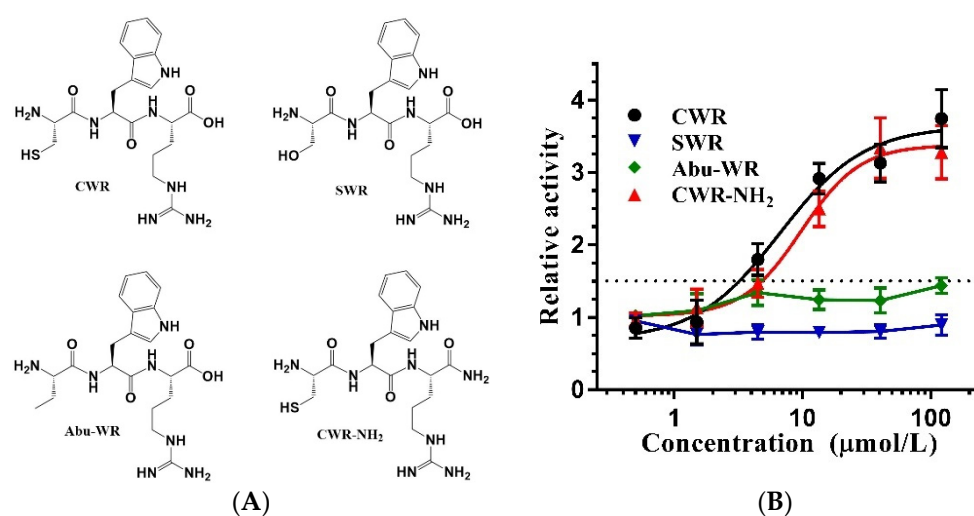 NH
O
O
H
N
H2N
N
H
OH
O
HS
NH
HN
NH2
CWR
NH
O
O
H
N
H2N
N
H
OH
O
HO
NH
HN
NH2
SWR
NH
O
O
H
N
H2N
N
H
OH
O
NH
HN
NH2
Abu-WR
NH
O
O
H
N
H2N
N
H
NH2
O
HS
NH
HN
NH2
CWR-NH2
(A)
Relative activity
4
3
2
1
0
CWR
SWR
Abu-WR
CWR-NH2
1
10
100
Concentration (μmol/L)
(B)